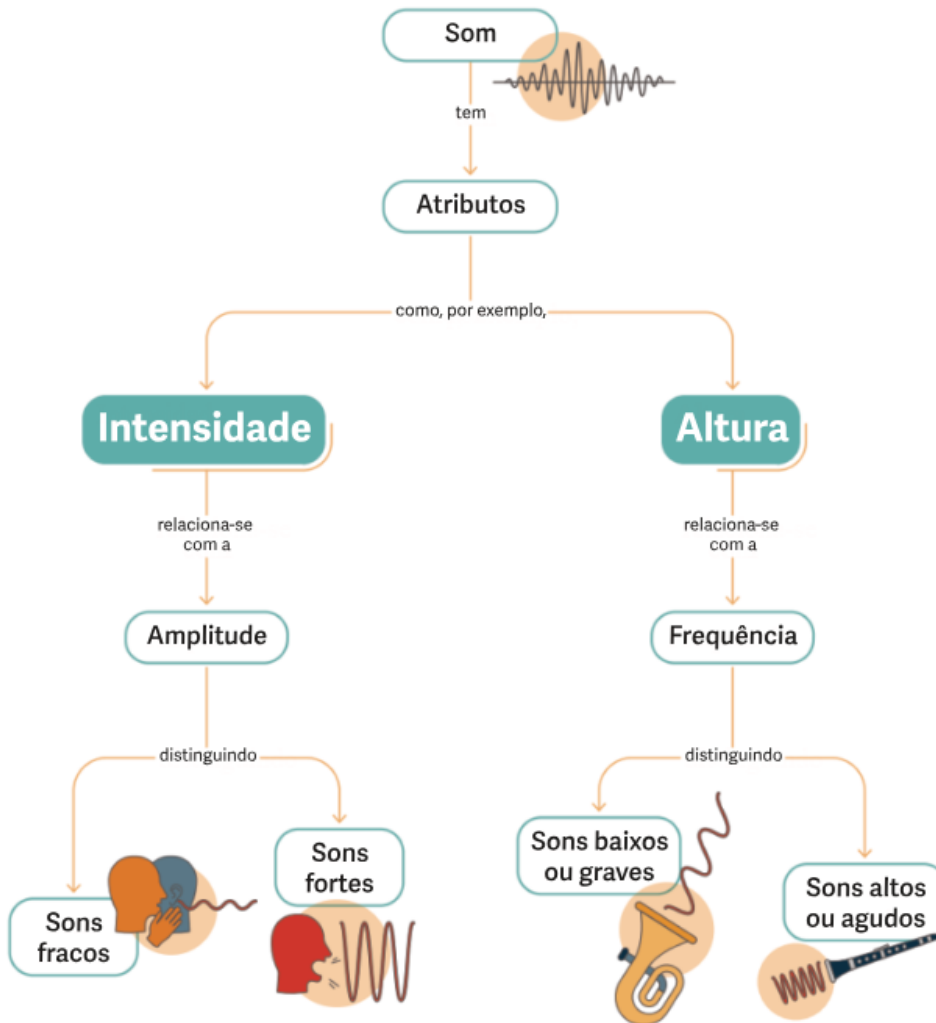 Som
tem
Atributos
como, por exemplo,
Intensidade
Altura
relaciona-se
com a
relaciona-se
com a
Amplitude
Frequência
distinguindo
distinguindo
Sons
fracos
Sons
fortes
Sons baixos
ou graves
Sons altos
ou agudos